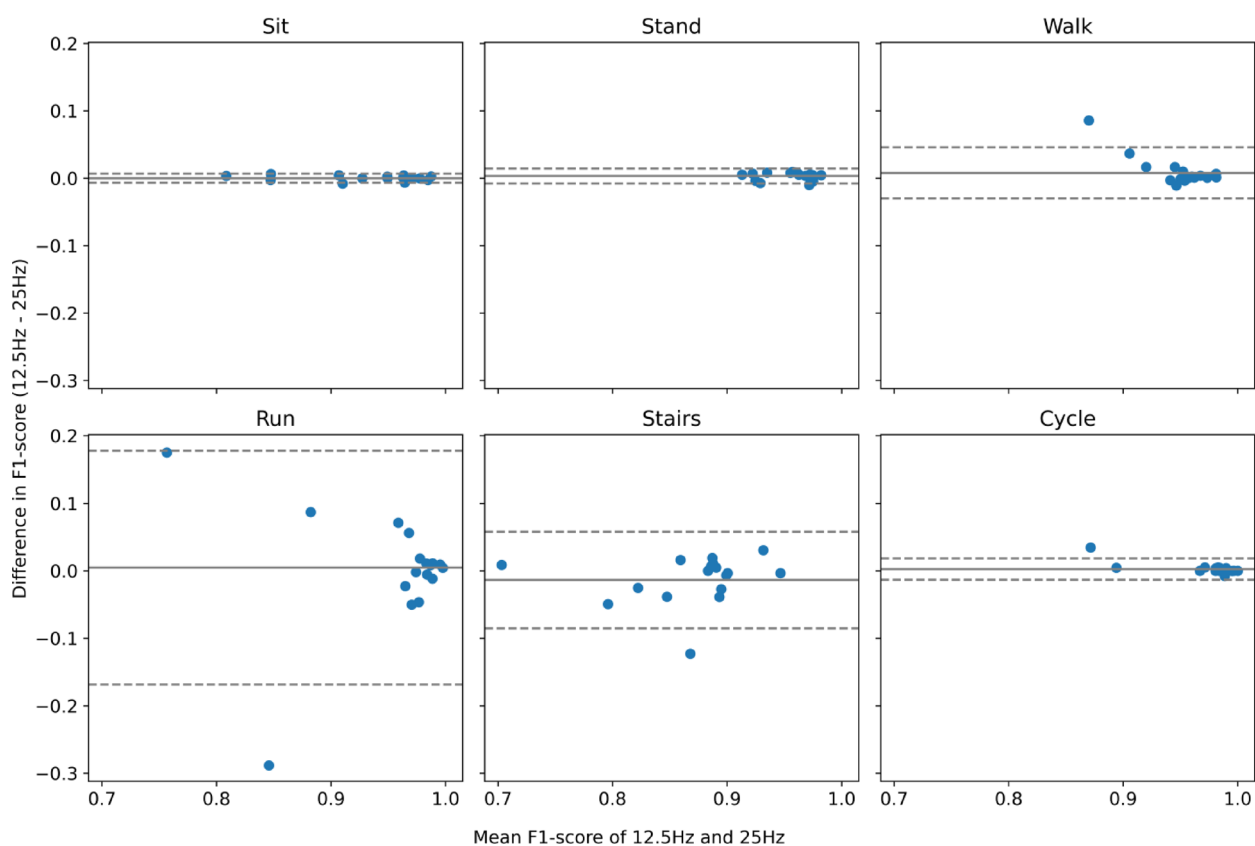 Sit Stand Walk
0.2
0.1
0.0
−0.1
−0.2
−0.3
Run Stairs Cycle
0.2
0.1
0.0
−0.1
−0.2
−0.3
0.7 0.8 0.9 1.0 0.7 0.8 0.9 1.0 0.7 0.8 0.9 1.0
Difference in F1-score (12.5Hz - 25Hz)
Mean F1-score of 12.5Hz and 25Hz